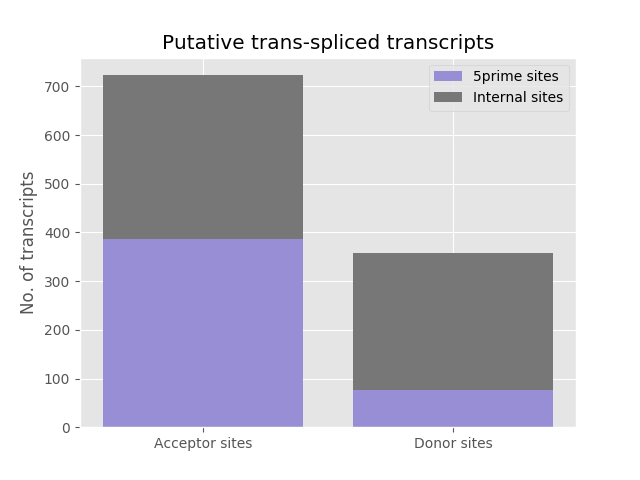 Putative trans-spliced transcripts
5prime sites
Internal sites
No. of transcripts
700
600
500
400
300
200
100
0
Acceptor sites
Donor sites